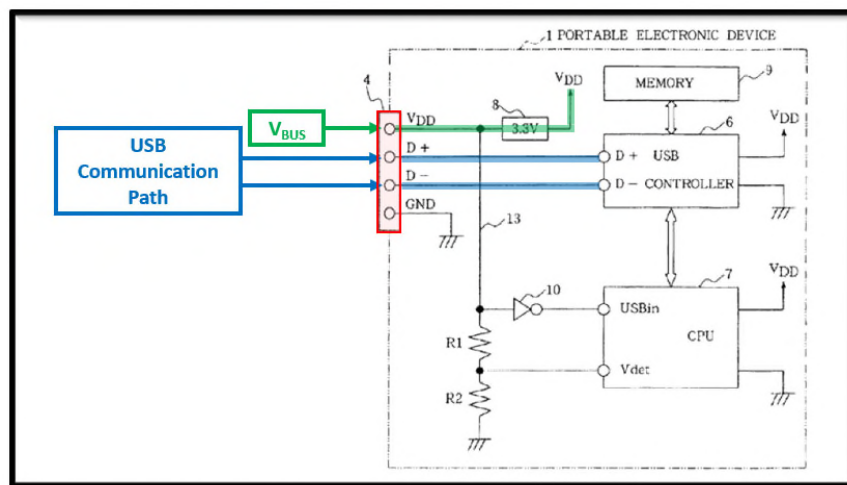 1 PORTABLE ELECTRONIC DEVICE
4
VDD
8
3.3V
VDD
MEMORY
9
VBUS
USB
Communication
Path
D +
D −
GND
D + USB
D − CONTROLLER
6
VDD
13
10
USBin
CPU
Vdet
7
VDD
R1
R2